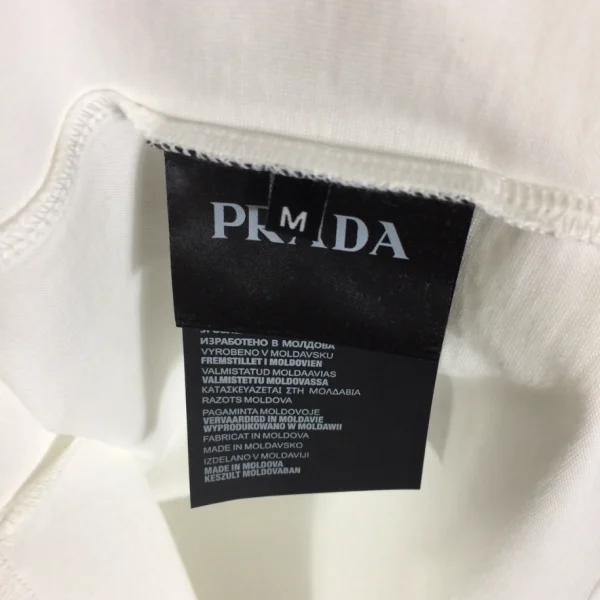 M
PRADA
ИЗРАБОТЕНО В МОЛДОВА
VYROBENO V MOLDAVSKU
FREMSTILLET I MOLDOVIEN
VALMISTATUD MOLDAAVIAS
VALMISTETTU MOLDOVASSA
ΚΑΤΑΣΚΕΥΑΖΕΤΑΙ ΣΤΗ ΜΟΛΔΑΒΙΑ
RAZOTS MOLDOVA
PAGAMINTA MOLDOVOJE
VERVAARDIGD IN MOLDAVIE
WYPRODUKOWANO W MOLDAWII
FABRICAT IN MOLDOVA
MADE IN MOLDAVSKO
IZDELANO V MOLDAVIJI
MADE IN MOLDOVA
KESZULT MOLDOVABAN